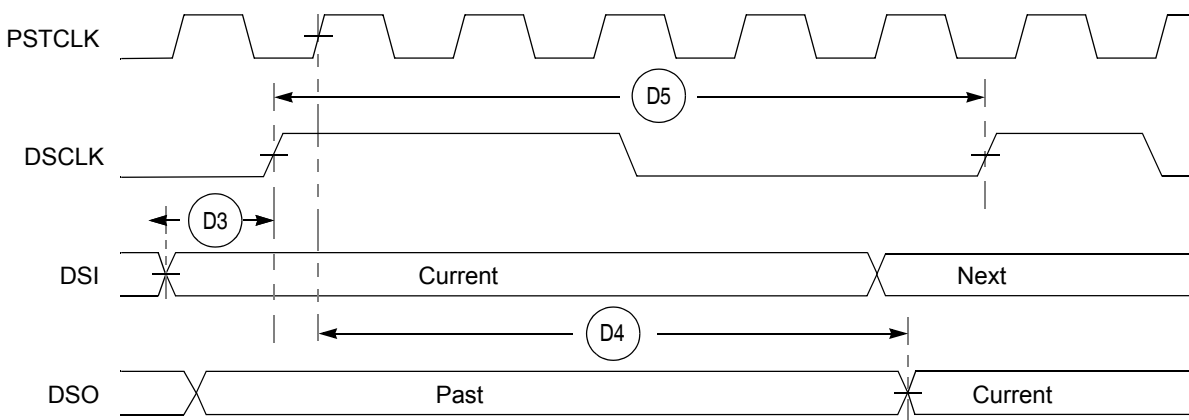 PSTCLK
D5
DSCLK
D3
DSI
Current
Next
D4
DSO
Past
Current